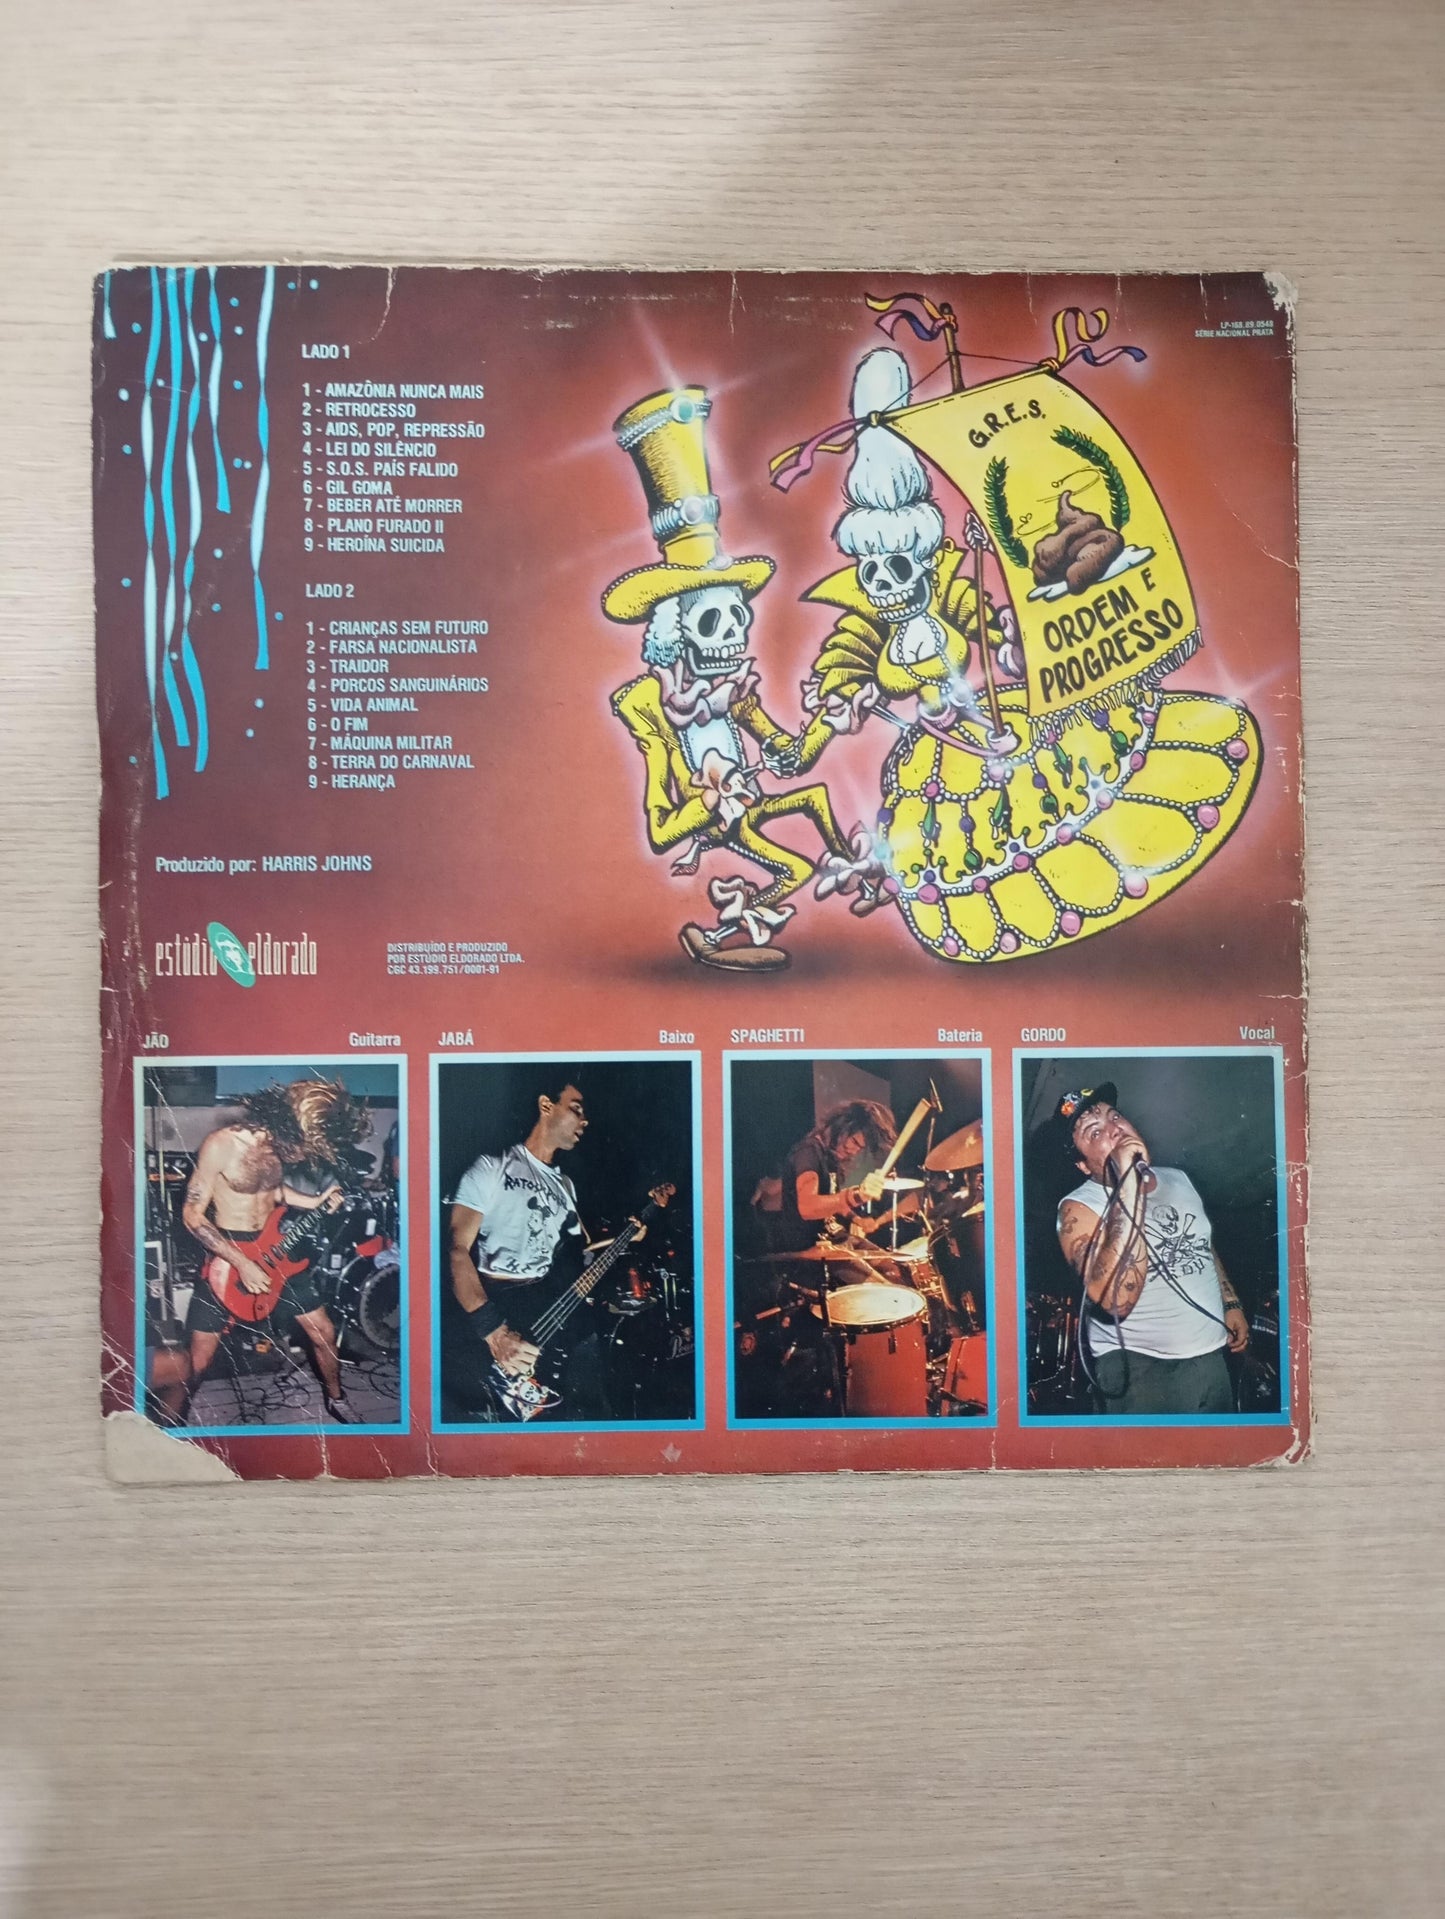 LP-168.89.0548
SÉRIE NACIONAL PRATA
LADO 1
1 - AMAZÔNIA NUNCA MAIS
2 - RETROCESSO
3 - AIDS, POP, REPRESSÃO
4 - LEI DO SILÊNCIO
5 - S.O.S. PAÍS FALIDO
6 - GIL GOMA
7 - BEBER ATÉ MORRER
8 - PLANO FURADO II
9 - HEROÍNA SUICIDA
LADO 2
1 - CRIANÇAS SEM FUTURO
2 - FARSA NACIONALISTA
3 - TRAIDOR
4 - PORCOS SANGUINÁRIOS
5 - VIDA ANIMAL
6 - O FIM
7 - MÁQUINA MILITAR
8 - TERRA DO CARNAVAL
9 - HERANÇA
G.R.E.S.
ORDEM E
PROGRESSO
Produzido por: HARRIS JOHNS
estúdio eldorado
DISTRIBUÍDO E PRODUZIDO
POR ESTÚDIO ELDORADO LTDA.
CGC 43.199.751/0001-91
JÃO Guitarra
JABÁ Baixo
SPAGHETTI Bateria
GORDO Vocal